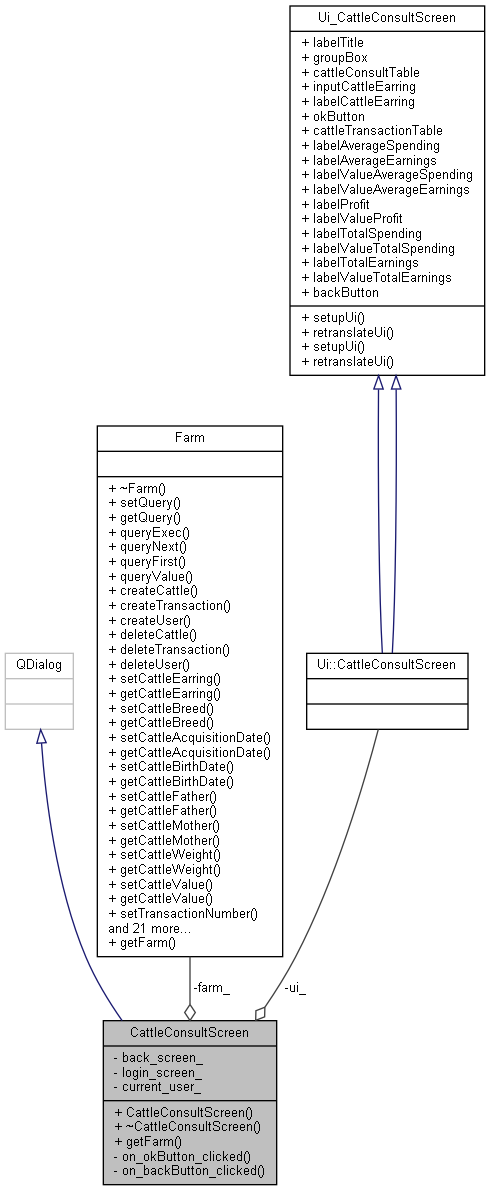 Ui_CattleConsultScreen
+ labelTitle
+ groupBox
+ cattleConsultTable
+ inputCattleEarring
+ labelCattleEarring
+ okButton
+ cattleTransactionTable
+ labelAverageSpending
+ labelAverageEarnings
+ labelValueAverageSpending
+ labelValueAverageEarnings
+ labelProfit
+ labelValueProfit
+ labelTotalSpending
+ labelValueTotalSpending
+ labelTotalEarnings
+ labelValueTotalEarnings
+ backButton
+ setupUi()
+ retranslateUi()
+ setupUi()
+ retranslateUi()
Farm
+ ~Farm()
+ setQuery()
+ getQuery()
+ queryExec()
+ queryNext()
+ queryFirst()
+ queryValue()
+ createCattle()
+ createTransaction()
+ createUser()
+ deleteCattle()
+ deleteTransaction()
+ deleteUser()
+ setCattleEarring()
+ getCattleEarring()
+ setCattleBreed()
+ getCattleBreed()
+ setCattleAcquisitionDate()
+ getCattleAcquisitionDate()
+ setCattleBirthDate()
+ getCattleBirthDate()
+ setCattleFather()
+ getCattleFather()
+ setCattleMother()
+ getCattleMother()
+ setCattleWeight()
+ getCattleWeight()
+ setCattleValue()
+ getCattleValue()
+ setTransactionNumber()
and 21 more...
+ getFarm()
QDialog
Ui::CattleConsultScreen
-farm_
-ui_
CattleConsultScreen
- back_screen_
- login_screen_
- current_user_
+ CattleConsultScreen()
+ ~CattleConsultScreen()
+ getFarm()
- on_okButton_clicked()
- on_backButton_clicked()